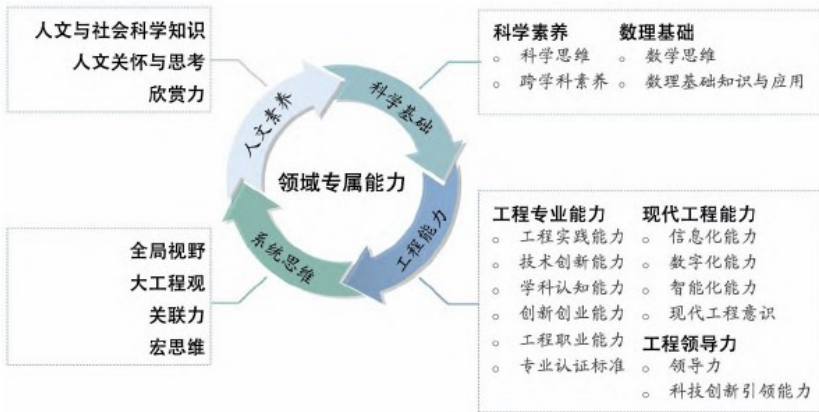 人文与社会科学知识
人文关怀与思考
欣赏力
科学素养
科学思维
跨学科素养
数理基础
数学思维
数理基础知识与应用
人文素养
科学基础
领域专属能力
系统思维
工程能力
全局视野
大工程观
关联力
宏思维
工程专业能力
工程实践能力
技术创新能力
学科认知能力
创新创业能力
工程职业能力
专业认证标准
现代工程能力
信息化能力
数字化能力
智能化能力
现代工程意识
工程领导力
领导力
科技创新引领能力